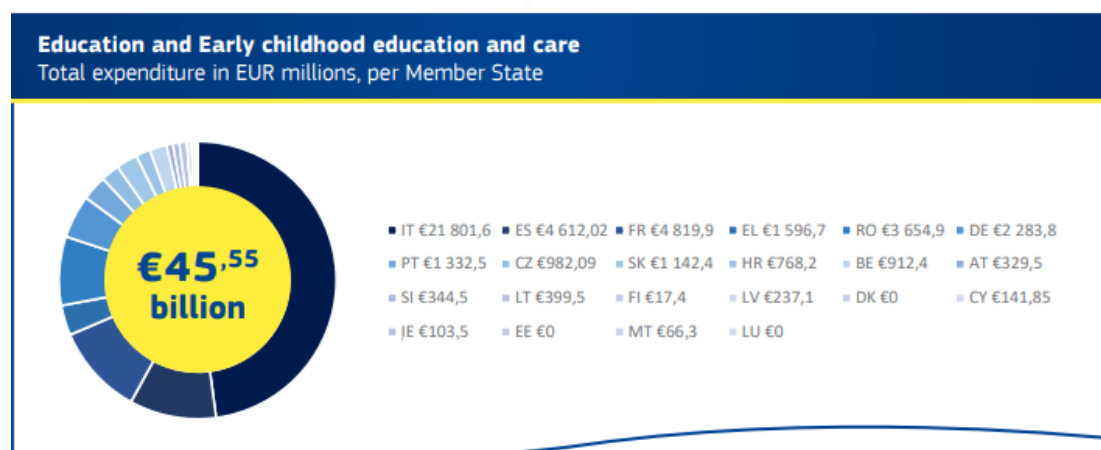 Education and Early childhood education and care
Total expenditure in EUR millions, per Member State
€45,55
billion
IT €21 801,6 ES €4 612,02 FR €4 819,9 EL €1 596,7 RO €3 654,9 DE €2 283,8
PT €1 332,5 CZ €982,09 SK €1 142,4 HR €768,2 BE €912,4 AT €329,5
SI €344,5 LT €399,5 FI €17,4 LV €237,1 DK €0 CY €141,85
JE €103,5 EE €0 MT €66,3 LU €0